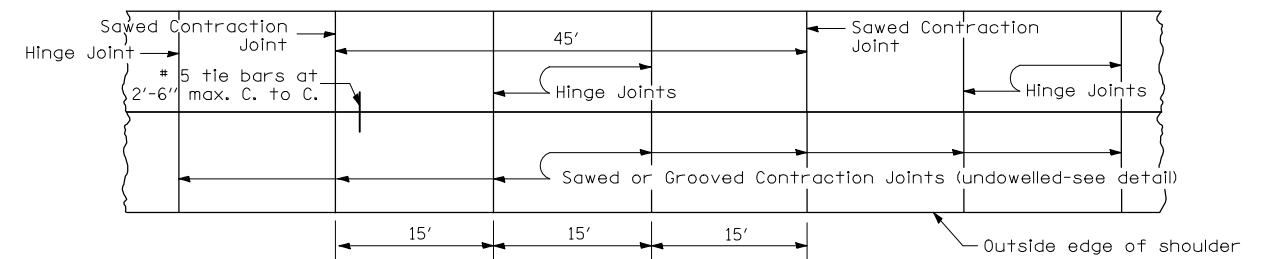 Sawed Contraction
Joint
Hinge Joint
# 5 tie bars at
2'-6" max. C. to C.
45'
Sawed Contraction
Joint
Hinge Joints
Hinge Joints
Sawed or Grooved Contraction Joints (undowelled-see detail)
15'
15'
15'
Outside edge of shoulder